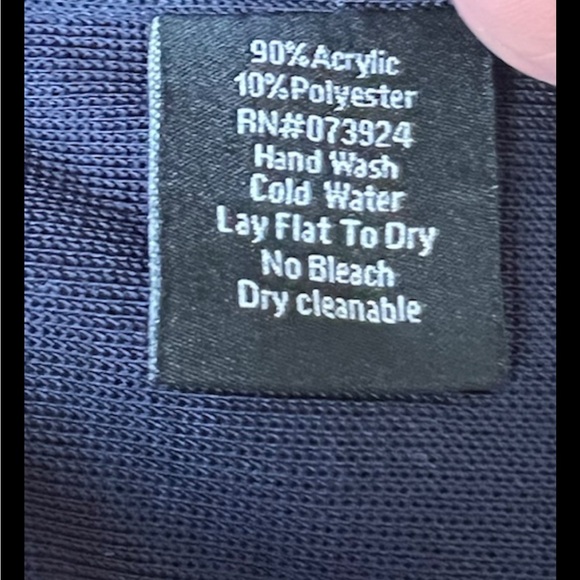 90% Acrylic
10% Polyester
RN#073924
Hand Wash
Cold Water
Lay Flat To Dry
No Bleach
Dry cleanable